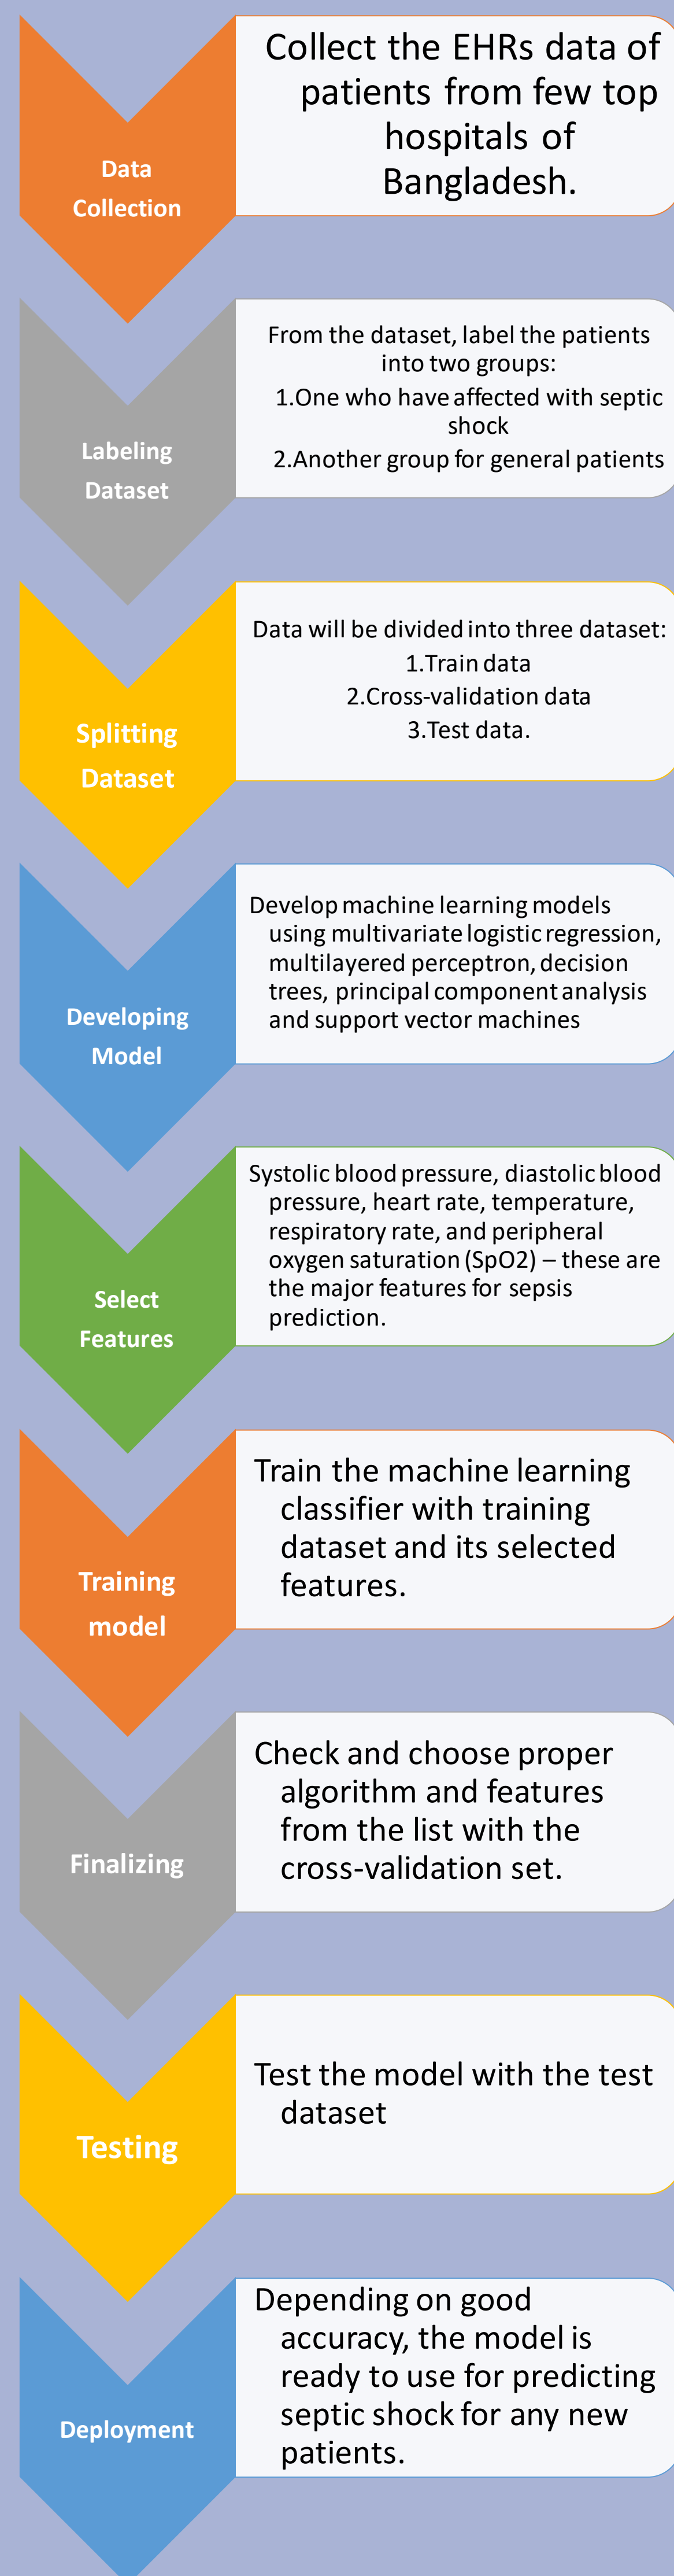 Data
Collection
Collect the EHRs data of
patients from few top
hospitals of
Bangladesh.
Labeling
Dataset
From the dataset, label the patients
into two groups:
1.One who have affected with septic
shock
2.Another group for general patients
Splitting
Dataset
Data will be divided into three dataset:
1.Train data
2.Cross-validation data
3.Test data.
Developing
Model
Develop machine learning models
using multivariate logistic regression,
multilayered perceptron, decision
trees, principal component analysis
and support vector machines
Select
Features
Systolic blood pressure, diastolic blood
pressure, heart rate, temperature,
respiratory rate, and peripheral
oxygen saturation (SpO2) – these are
the major features for sepsis
prediction.
Training
model
Train the machine learning
classifier with training
dataset and its selected
features.
Finalizing
Check and choose proper
algorithm and features
from the list with the
cross-validation set.
Testing
Test the model with the test
dataset
Deployment
Depending on good
accuracy, the model is
ready to use for predicting
septic shock for any new
patients.